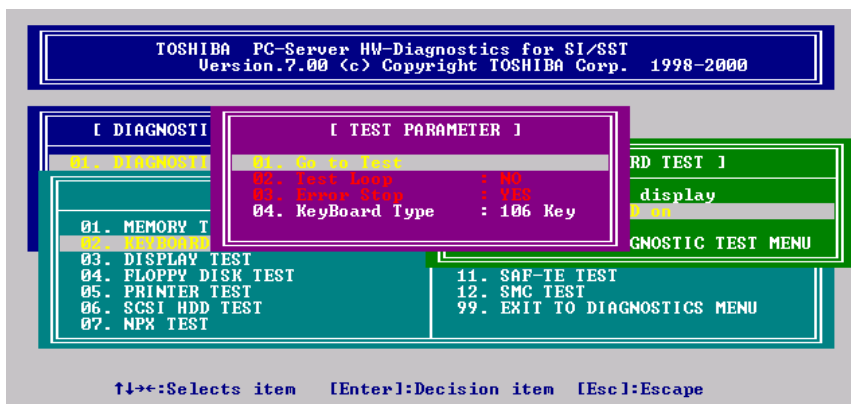 TOSHIBA PC-Server HW-Diagnostics for SI/SST
Version.7.00 (c) Copyright TOSHIBA Corp. 1998-2000
[ DIAGNOSTI
01. DIAGNOSTI
[ TEST PARAMETER ]
01. Go to Test
02. Test Loop : NO
03. Error Stop : YES
04. KeyBoard Type : 106 Key
RD TEST ]
display
D on
GNOSTIC TEST MENU
01. MEMORY T
02. KEYBOARD
03. DISPLAY TEST
04. FLOPPY DISK TEST
05. PRINTER TEST
06. SCSI HDD TEST
07. NPX TEST
11. SAF-TE TEST
12. SMC TEST
99. EXIT TO DIAGNOSTICS MENU
↑↓→←:Selects item [Enter]:Decision item [Esc]:Escape